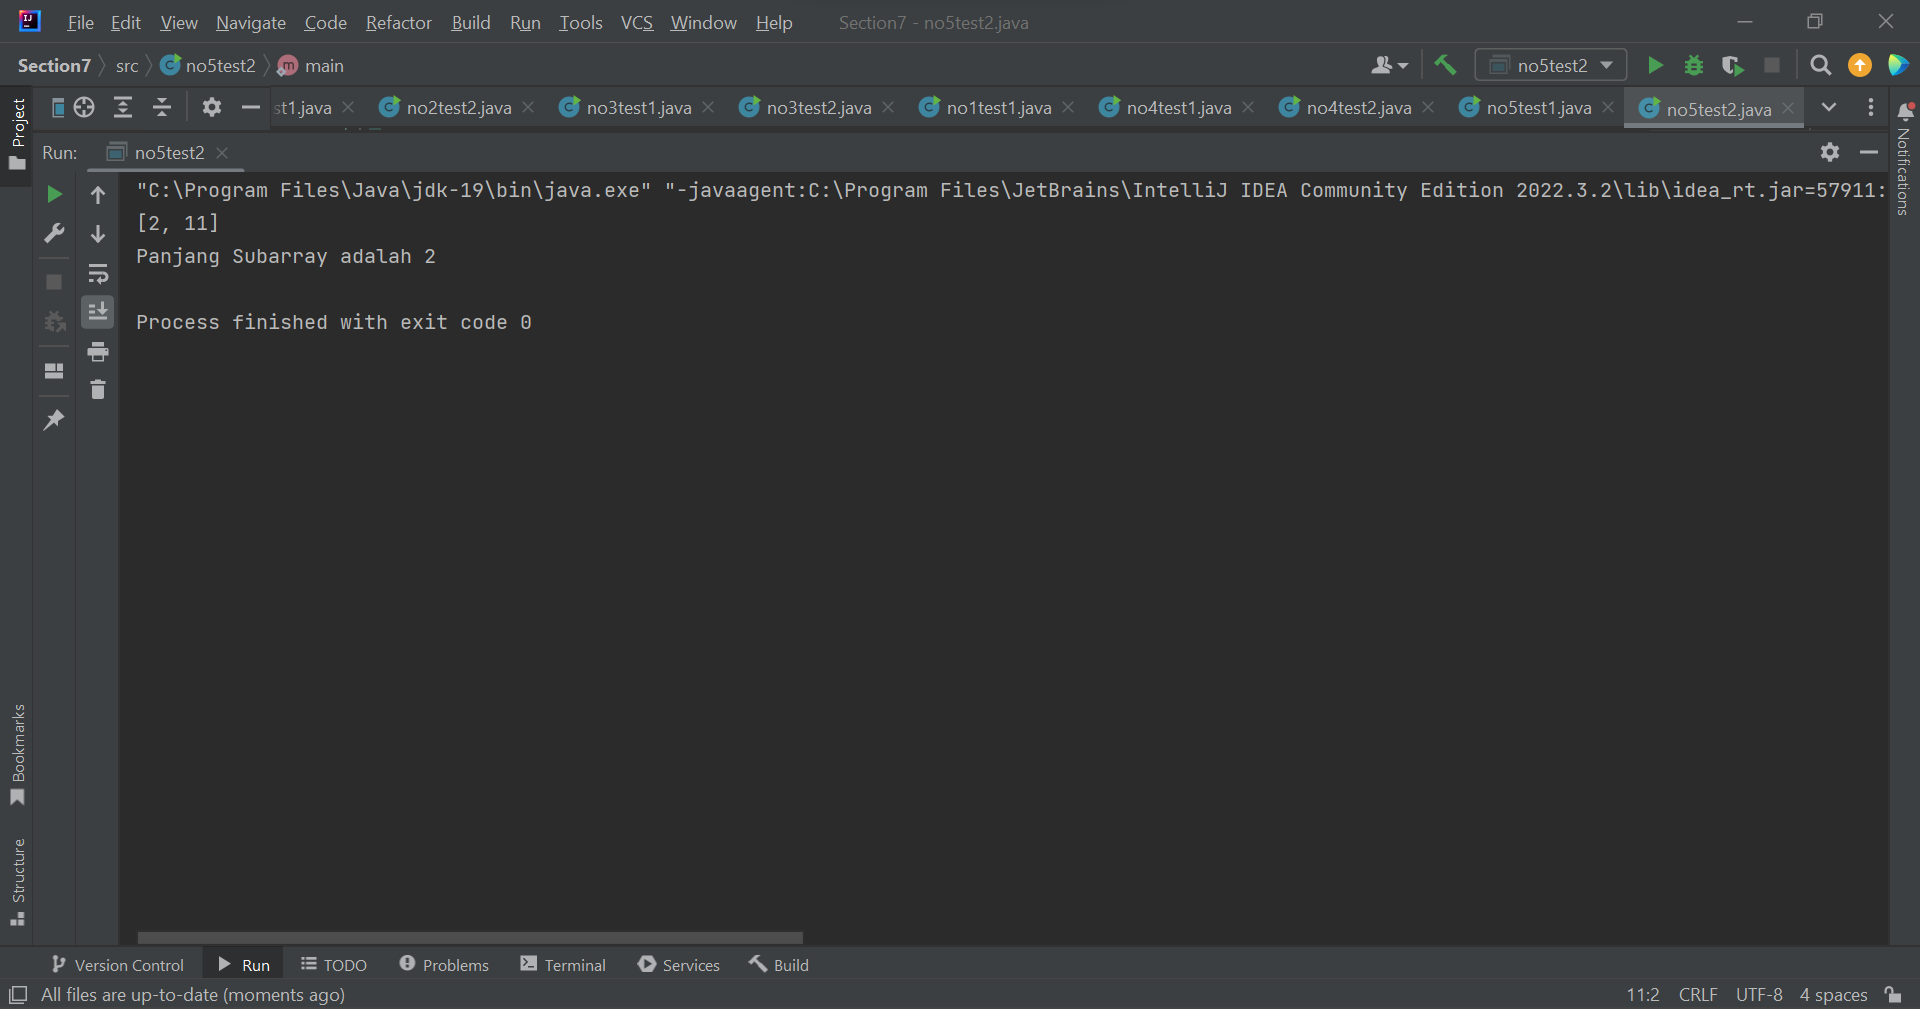 File Edit View Navigate Code Refactor Build Run Tools VCS Window Help Section7 - no5test2.java
Section7 src no5test2 main no5test2
Project st1.java no2test2.java no3test1.java no3test2.java no1test1.java no4test1.java no4test2.java no5test1.java no5test2.java
Notifications
Run: no5test2
"C:\Program Files\Java\jdk-19\bin\java.exe" "-javaagent:C:\Program Files\JetBrains\IntelliJ IDEA Community Edition 2022.3.2\lib\idea_rt.jar=57911:
[2, 11]
Panjang Subarray adalah 2
Process finished with exit code 0
Bookmarks
Structure
Version Control Run TODO Problems Terminal Services Build
All files are up-to-date (moments ago) 11:2 CRLF UTF-8 4 spaces